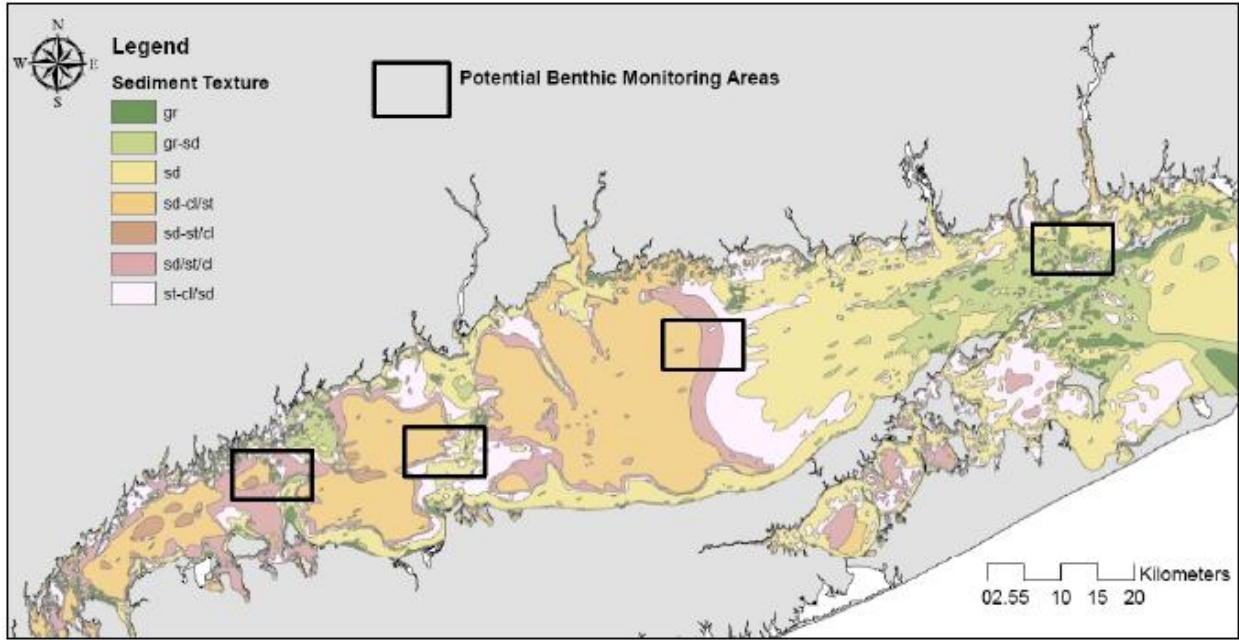 N
W E
S
Legend
Sediment Texture
gr
gr-sd
sd
sd-cl/st
sd-st/cl
sd/st/cl
st-cl/sd
Potential Benthic Monitoring Areas
Kilometers
02.55 10 15 20